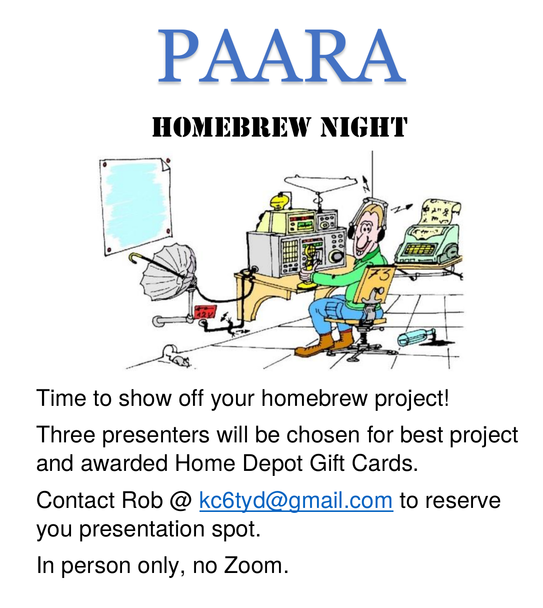 PAARA
HOMEBREW NIGHT
73
12V
Time to show off your homebrew project!
Three presenters will be chosen for best project
and awarded Home Depot Gift Cards.
Contact Rob @ kc6tyd@gmail.com to reserve
you presentation spot.
In person only, no Zoom.